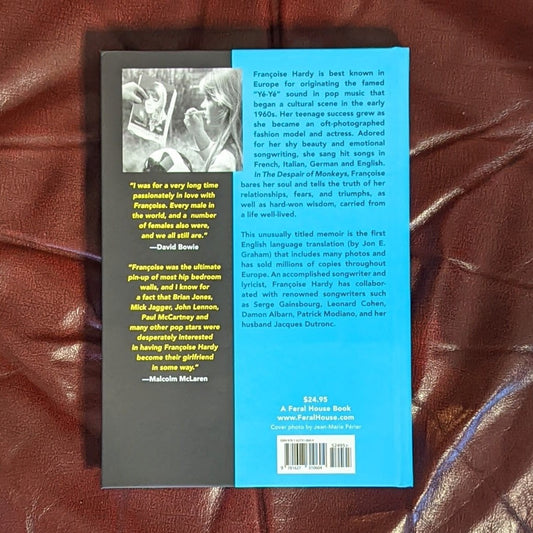 "I was for a very long time
passionately in love with
Françoise. Every male in
the world, and a number
of females also were,
and we all still are."
—David Bowie
"Françoise was the ultimate
pin-up of most hip bedroom
walls, and I know for
a fact that Brian Jones,
Mick Jagger, John Lennon,
Paul McCartney and
many other pop stars were
desperately interested
in having Françoise Hardy
become their girlfriend
in some way."
—Malcolm McLaren
Françoise Hardy is best known in
Europe for originating the famed
"Yé-Yé" sound in pop music that
began a cultural scene in the early
1960s. Her teenage success grew as
she became an oft-photographed
fashion model and actress. Adored
for her shy beauty and emotional
songwriting, she sang hit songs in
French, Italian, German and English.
In The Despair of Monkeys, Françoise
bares her soul and tells the truth of her
relationships, fears, and triumphs, as
well as hard-won wisdom, carried from
a life well-lived.
This unusually titled memoir is the first
English language translation (by Jon E.
Graham) that includes many photos and
has sold millions of copies throughout
Europe. An accomplished songwriter and
lyricist, Françoise Hardy has collabor-
ated with renowned songwriters such
as Serge Gainsbourg, Leonard Cohen,
Damon Albarn, Patrick Modiano, and her
husband Jacques Dutronc.
$24.95
A Feral House Book
www.FeralHouse.com
Cover photo by Jean-Marie Périer